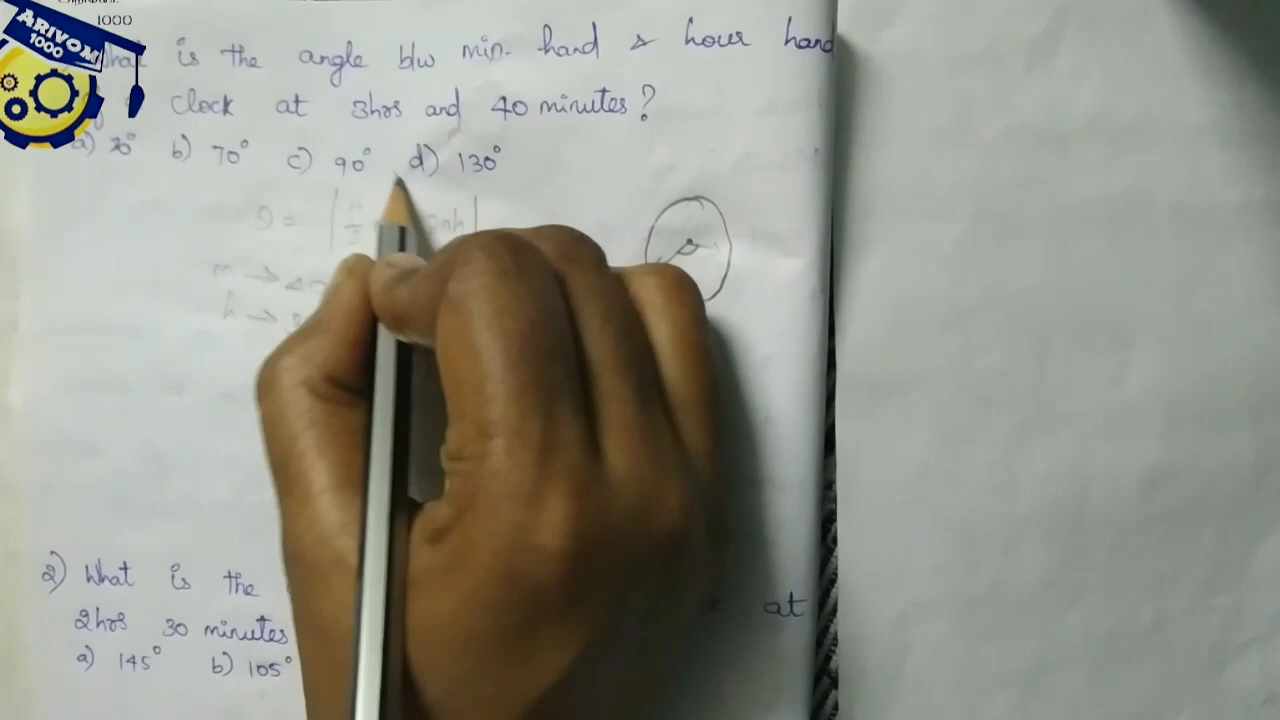 1000
ARIVOM
1000
is the angle b/w min. hand & hour hand
clock at 3hrs and 40 minutes?
a) 20° b) 70° c) 90° d) 130°
θ =
m →
h →
2) What is the
at
2hrs 30 minutes
a) 145° b) 105°